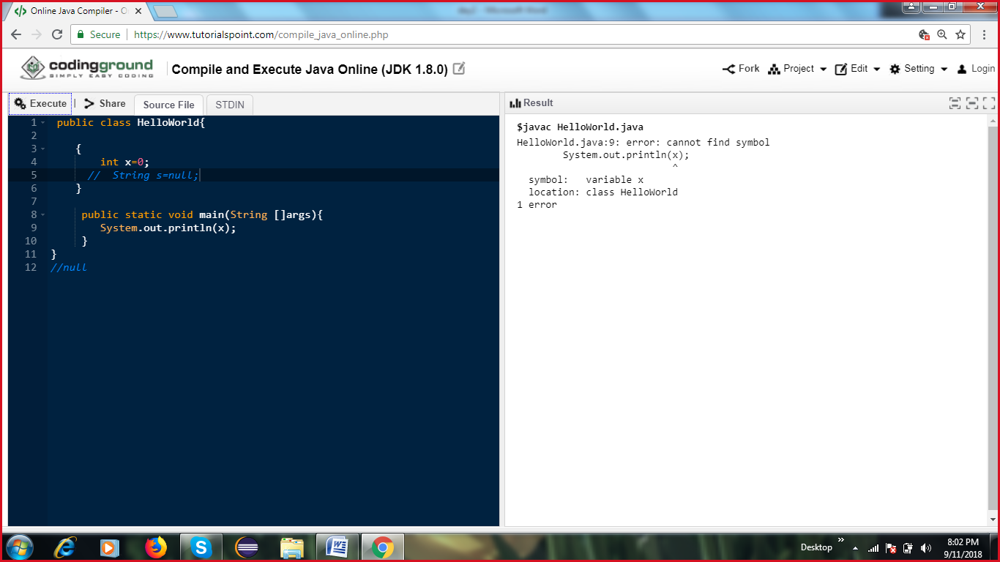 Online Java Compiler - O
Secure https://www.tutorialspoint.com/compile_java_online.php
codingground
SIMPLY EASY CODING
Compile and Execute Java Online (JDK 1.8.0)
Fork Project Edit Setting Login
Execute | Share Source File STDIN
Result
1 public class HelloWorld{
2
3 {
4 int x=0;
5 // String s=null;
6 }
7
8 public static void main(String []args){
9 System.out.println(x);
10 }
11 }
12 //null
$javac HelloWorld.java
HelloWorld.java:9: error: cannot find symbol
System.out.println(x);
^
symbol: variable x
location: class HelloWorld
1 error
Desktop
8:02 PM
9/11/2018